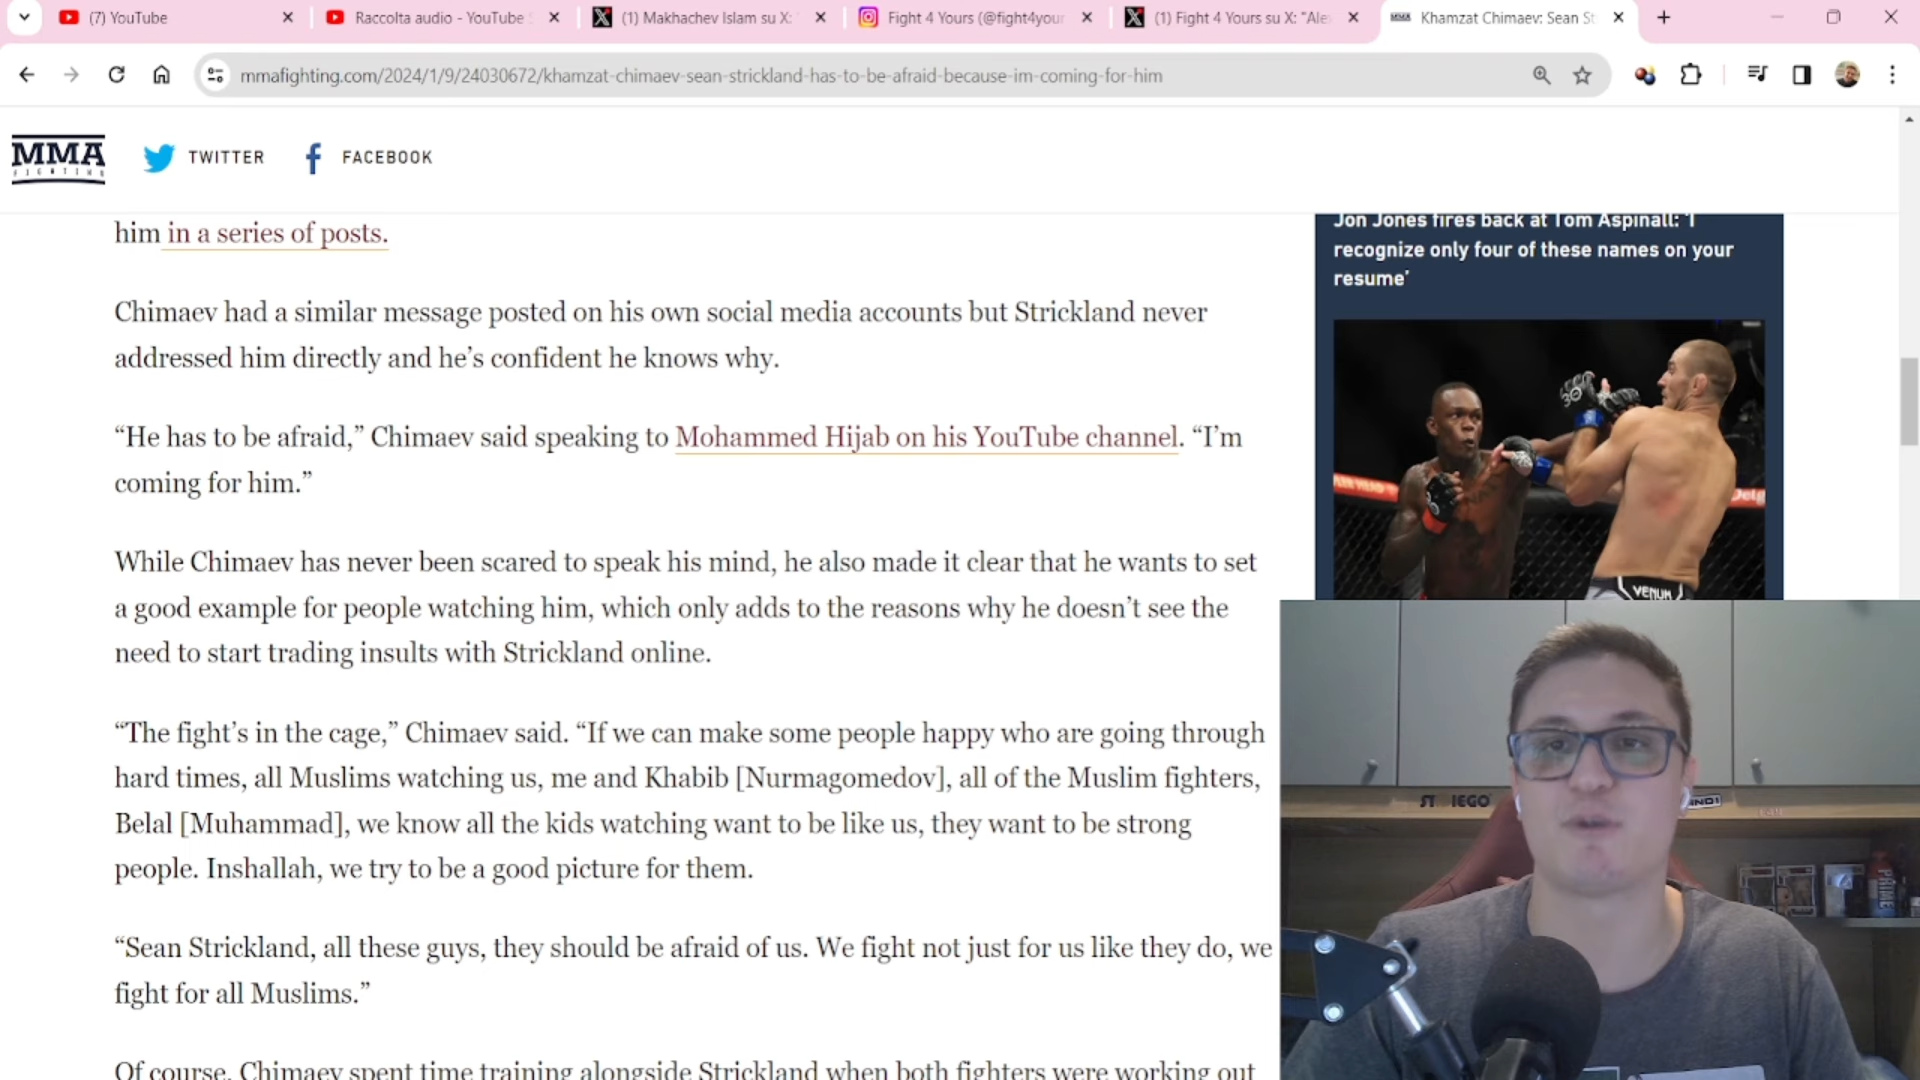 (7) YouTube
Raccolta audio - YouTube
(1) Makhachev Islam su X:
Fight 4 Yours (@fight4your
(1) Fight 4 Yours su X: "Ale
Khamzat Chimaev: Sean St
mmafighting.com/2024/1/9/24030672/khamzat-chimaev-sean-strickland-has-to-be-afraid-because-im-coming-for-him
MMA
FIGHTING
TWITTER
FACEBOOK
him in a series of posts.
Chimaev had a similar message posted on his own social media accounts but Strickland never
addressed him directly and he’s confident he knows why.
“He has to be afraid,” Chimaev said speaking to Mohammed Hijab on his YouTube channel. “I’m
coming for him.”
While Chimaev has never been scared to speak his mind, he also made it clear that he wants to set
a good example for people watching him, which only adds to the reasons why he doesn’t see the
need to start trading insults with Strickland online.
“The fight’s in the cage,” Chimaev said. “If we can make some people happy who are going through
hard times, all Muslims watching us, me and Khabib [Nurmagomedov], all of the Muslim fighters,
Belal [Muhammad], we know all the kids watching want to be like us, they want to be strong
people. Inshallah, we try to be a good picture for them.
“Sean Strickland, all these guys, they should be afraid of us. We fight not just for us like they do, we
fight for all Muslims.”
Of course, Chimaev spent time training alongside Strickland when both fighters were working out
Jon Jones fires back at Tom Aspinall: ‘I
recognize only four of these names on your
resume’
VENUM
PRIME